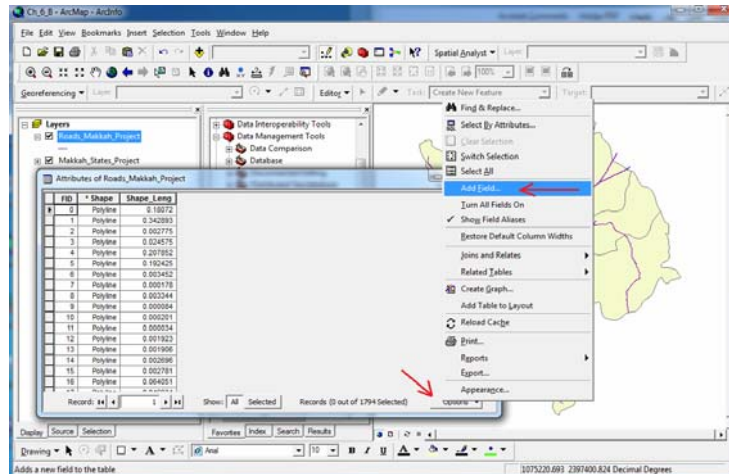 Ch_6_8 - ArcMap - ArcInfo
File Edit View Bookmarks Insert Selection Tools Window Help
Spatial Analyst Layer:
100%
Georeferencing Layer: Editor Task: Create New Feature Target:
Layers
Roads_Makkah_Project
Makkah_States_Project
Data Interoperability Tools
Data Management Tools
Data Comparison
Database
Attributes of Roads_Makkah_Project
FID * Shape Shape_Leng
0 Polyline 0.18072
1 Polyline 0.342893
2 Polyline 0.002775
3 Polyline 0.024575
4 Polyline 0.207852
5 Polyline 0.192425
6 Polyline 0.003452
7 Polyline 0.000178
8 Polyline 0.003344
9 Polyline 0.000084
10 Polyline 0.000201
11 Polyline 0.000034
12 Polyline 0.001923
13 Polyline 0.001906
14 Polyline 0.002696
15 Polyline 0.002781
16 Polyline 0.064051
Record: 1 Show: All Selected Records (0 out of 1794 Selected) Options
Find & Replace...
Select By Attributes...
Clear Selection
Switch Selection
Select All
Add Field...
Turn All Fields On
Show Field Aliases
Restore Default Column Widths
Joins and Relates
Related Tables
Create Graph...
Add Table to Layout
Reload Cache
Print...
Reports
Export...
Appearance...
Display Source Selection
Favorites Index Search Results
Drawing Arial 10 B I U A
Adds a new field to the table
1075220.693 2397400.824 Decimal Degrees